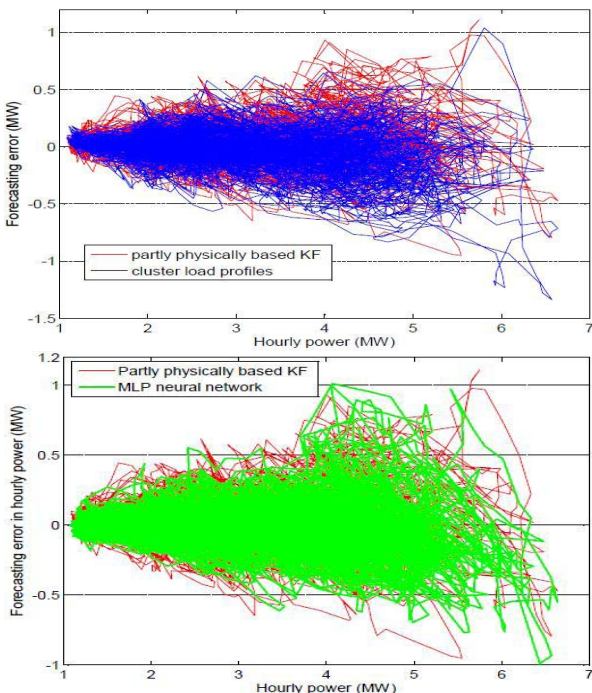 1
0.5
0
-0.5
-1
-1.5
Forecasting error (MW)
partly physically based KF
cluster load profiles
1 2 3 4 5 6 7
Hourly power (MW)
1.2
1
0.5
0
-0.5
-1
Forecasting error in hourly power (MW)
Partly physically based KF
MLP neural network
1 2 3 4 5 6 7
Hourly power (MW)